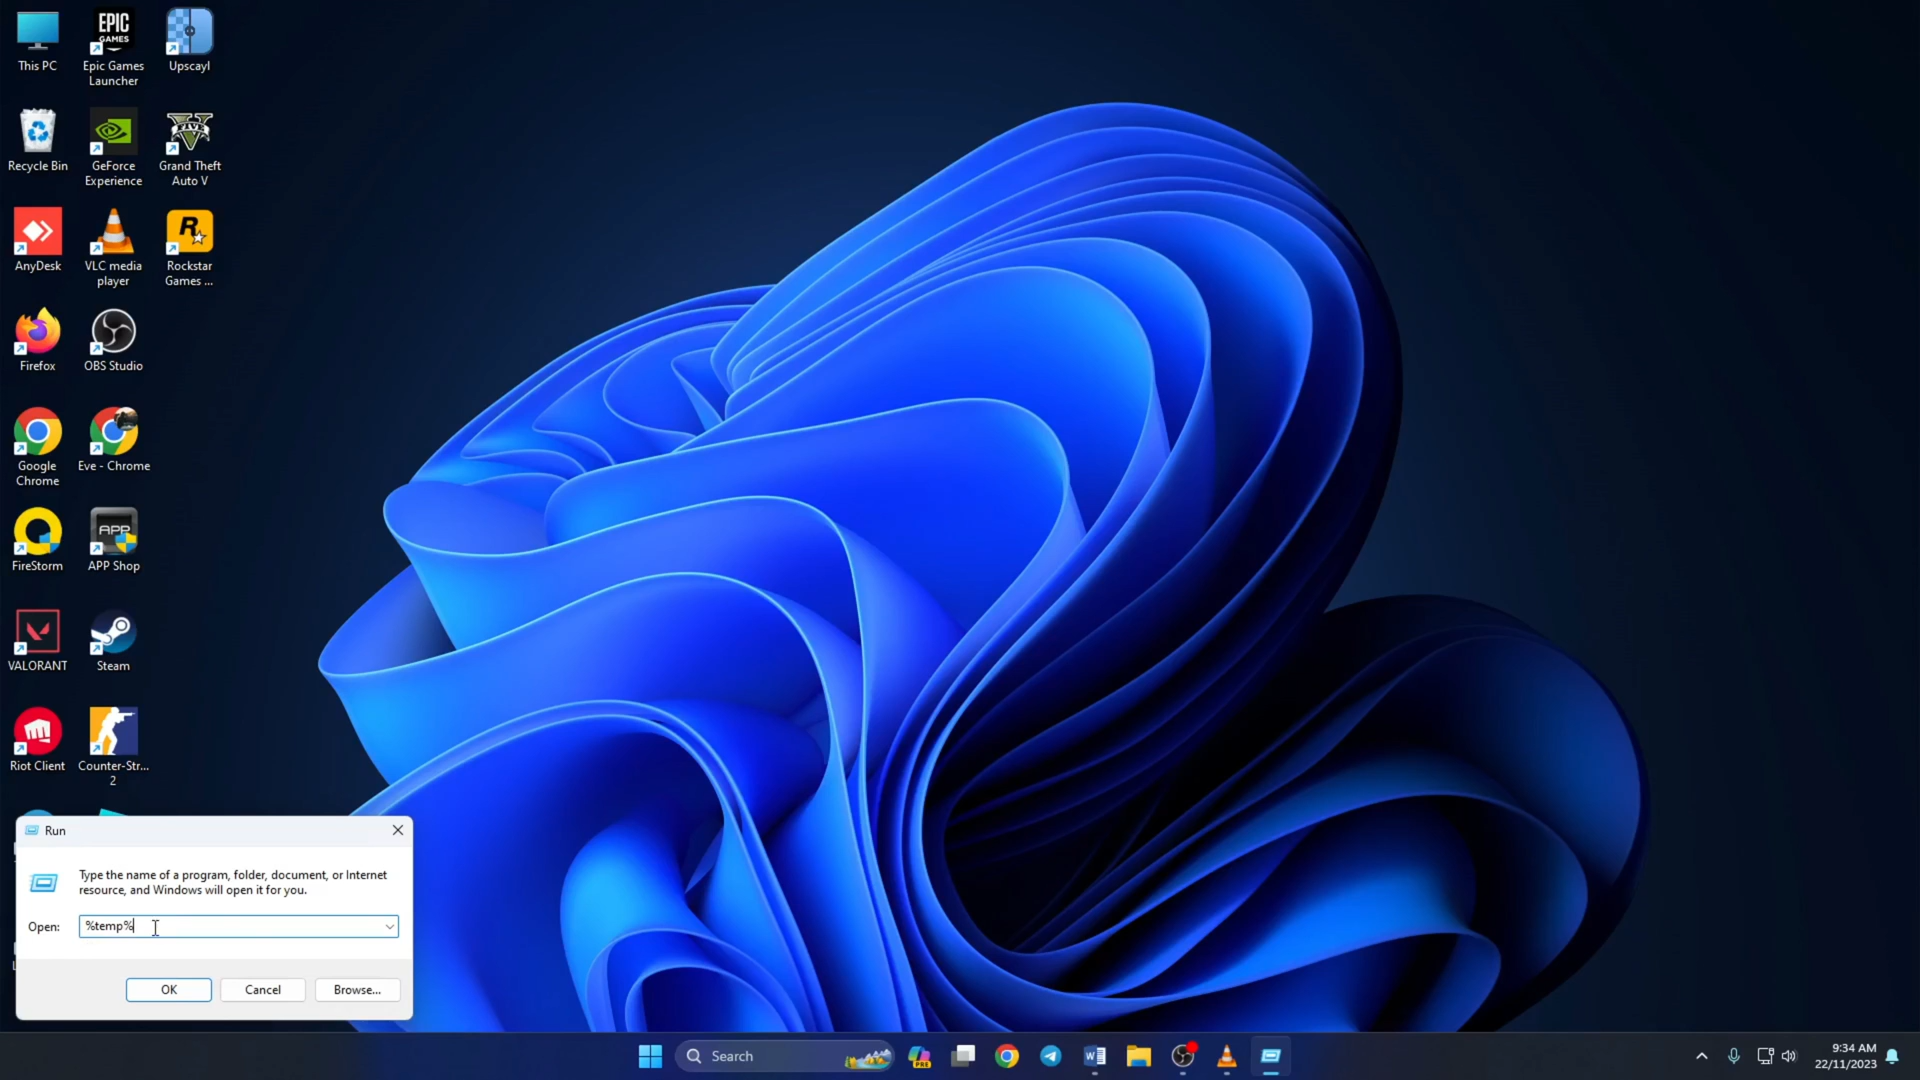 This PC
EPIC
GAMES
Epic Games
Launcher
Upscayl
Recycle Bin
GeForce
Experience
FIVE
Grand Theft
Auto V
AnyDesk
VLC media
player
R
Rockstar
Games ...
Firefox
OBS Studio
Google
Chrome
Eve - Chrome
FireStorm
APP
APP Shop
VALORANT
Steam
Riot Client
Counter-Str...
2
Run
Type the name of a program, folder, document, or Internet
resource, and Windows will open it for you.
Open:
%temp%
OK
Cancel
Browse...
Search
PRE
9:34 AM
22/11/2023